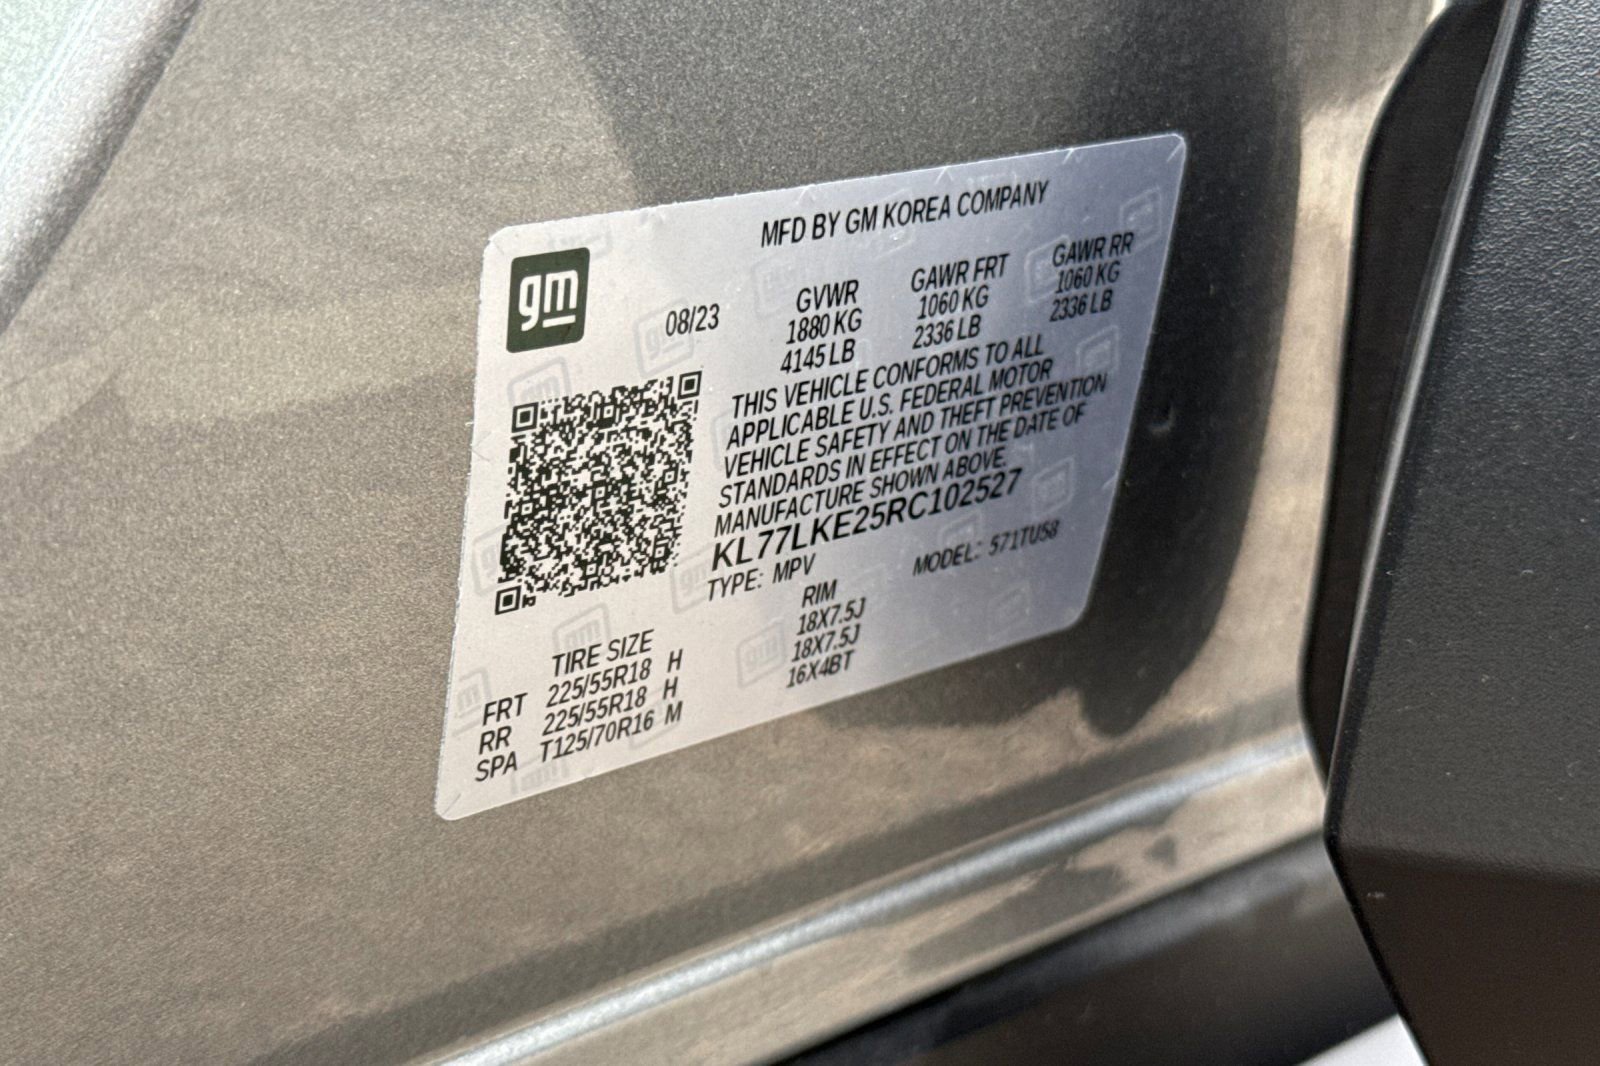 MFD BY GM KOREA COMPANY
gm
08/23
GVWR
1880 KG
4145 LB
GAWR FRT
1060 KG
2336 LB
GAWR RR
1060 KG
2336 LB
THIS VEHICLE CONFORMS TO ALL
APPLICABLE U.S. FEDERAL MOTOR
VEHICLE SAFETY AND THEFT PREVENTION
STANDARDS IN EFFECT ON THE DATE OF
MANUFACTURE SHOWN ABOVE.
KL77LKE25RC102527
TYPE: MPV
MODEL: 571TU58
TIRE SIZE
RIM
FRT 225/55R18 H 18X7.5J
RR 225/55R18 H 18X7.5J
SPA T125/70R16 M 16X4BT